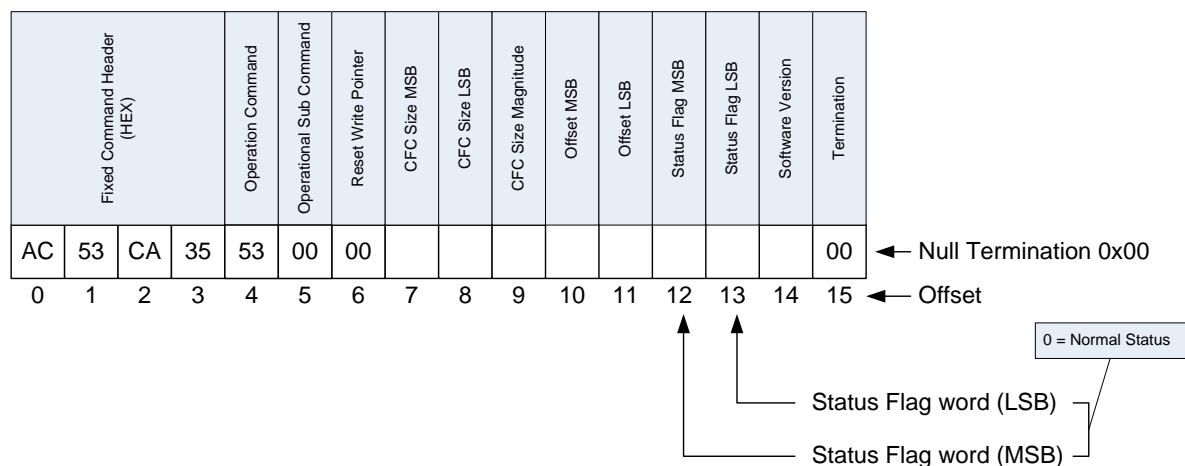 Fixed Command Header
(HEX)
Operation Command
Operational Sub Command
Reset Write Pointer
CFC Size MSB
CFC Size LSB
CFC Size Magnitude
Offset MSB
Offset LSB
Status Flag MSB
Status Flag LSB
Software Version
Termination
AC 53 CA 35 53 00 00 00 Null Termination 0x00
0 1 2 3 4 5 6 7 8 9 10 11 12 13 14 15 Offset
0 = Normal Status
Status Flag word (LSB)
Status Flag word (MSB)